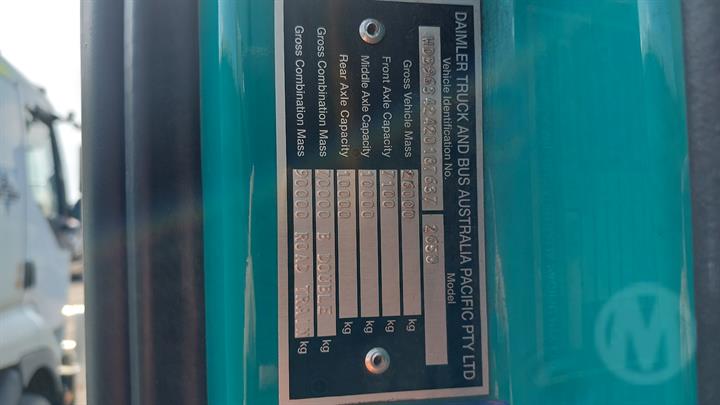 DAIMLER TRUCK AND BUS AUSTRALIA PACIFIC PTY LTD
Vehicle Identification No. Model
2653
Gross Vehicle Mass kg
Front Axle Capacity 7100 kg
Middle Axle Capacity 10000 kg
Rear Axle Capacity 10000 kg
Gross Combination Mass B DOUBLE kg
Gross Combination Mass 90000 ROAD TRAIN kg
M